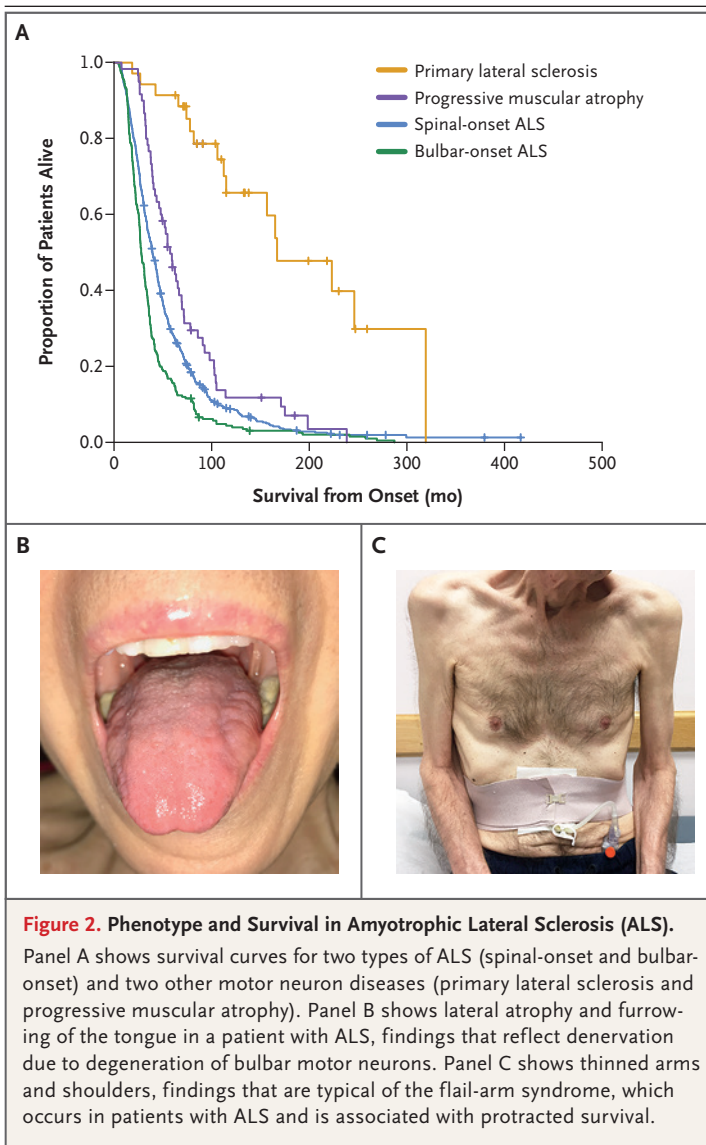 A
1.0
0.8
0.6
0.4
0.2
0.0
Proportion of Patients Alive
Primary lateral sclerosis
Progressive muscular atrophy
Spinal-onset ALS
Bulbar-onset ALS
0 100 200 300 400 500
Survival from Onset (mo)
B
C
Figure 2. Phenotype and Survival in Amyotrophic Lateral Sclerosis (ALS).
Panel A shows survival curves for two types of ALS (spinal-onset and bulbar-
onset) and two other motor neuron diseases (primary lateral sclerosis and
progressive muscular atrophy). Panel B shows lateral atrophy and furrow-
ing of the tongue in a patient with ALS, findings that reflect denervation
due to degeneration of bulbar motor neurons. Panel C shows thinned arms
and shoulders, findings that are typical of the flail-arm syndrome, which
occurs in patients with ALS and is associated with protracted survival.